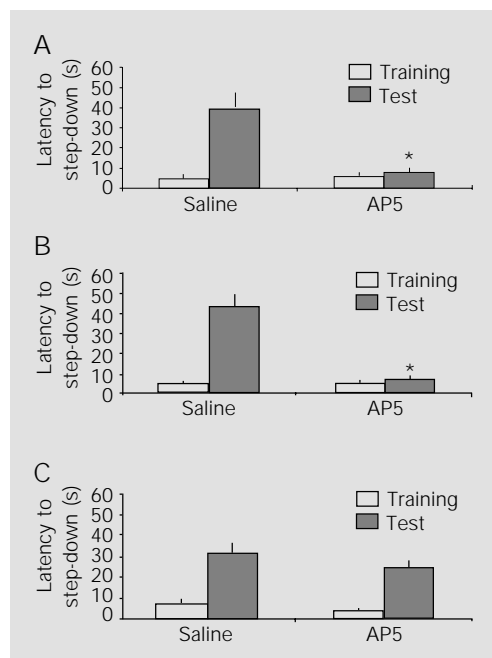 A
Latency to
step-down (s)
60
50
40
30
20
10
0
Training
Test
*
Saline
AP5
B
Latency to
step-down (s)
60
50
40
30
20
10
0
Training
Test
*
Saline
AP5
C
Latency to
step-down (s)
60
50
40
30
20
10
0
Training
Test
Saline
AP5